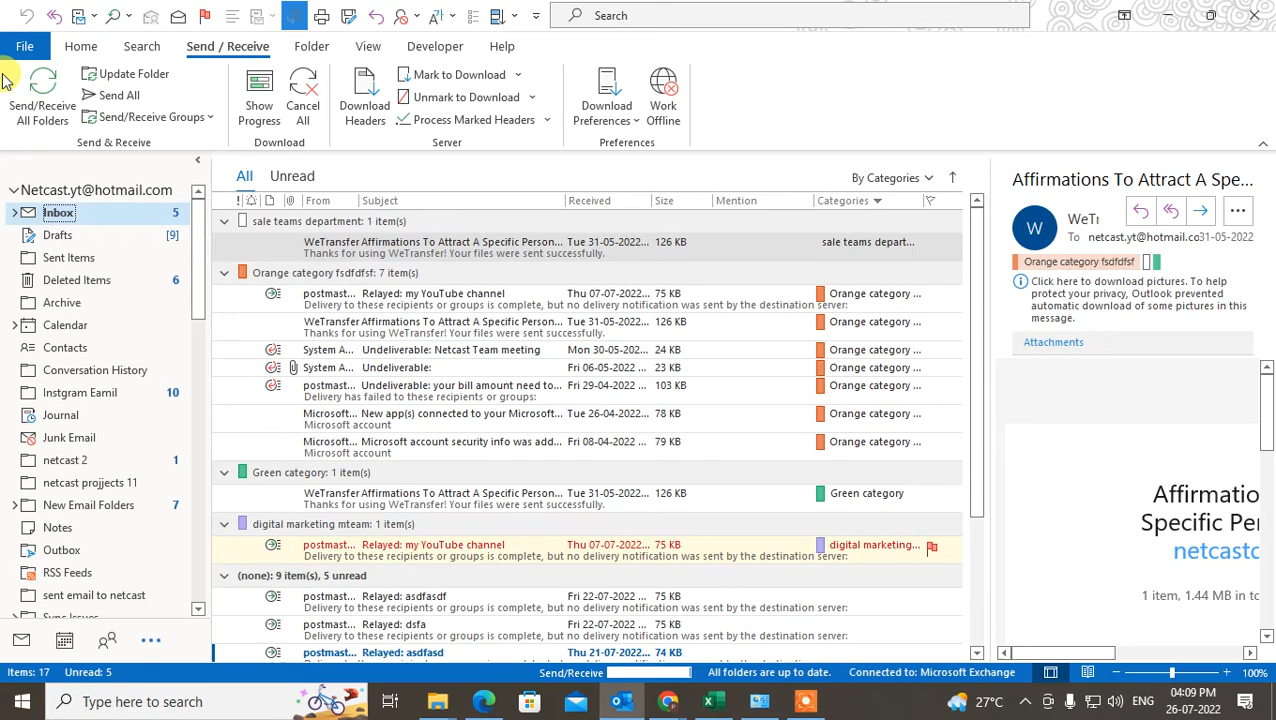 Search
File Home Search Send / Receive Folder View Developer Help
Send/Receive All Folders
Update Folder
Send All
Send/Receive Groups
Send & Receive
Show Progress
Cancel All
Download
Download Headers
Mark to Download
Unmark to Download
Process Marked Headers
Server
Download Preferences
Work Offline
Preferences
Netcast.yt@hotmail.com
Inbox 5
Drafts [9]
Sent Items
Deleted Items 6
Archive
Calendar
Contacts
Conversation History
Instgram Eamil 10
Journal
Junk Email
netcast 2 1
netcast projjects 11
New Email Folders 7
Notes
Outbox
RSS Feeds
sent email to netcast
All Unread By Categories
From Subject Received Size Mention Categories
sale teams department: 1 item(s)
WeTransfer Affirmations To Attract A Specific Person... Tue 31-05-2022... 126 KB sale teams depart...
Thanks for using WeTransfer! Your files were sent successfully.
Orange category fsdfdfsf: 7 item(s)
postmast... Relayed: my YouTube channel Thu 07-07-2022... 75 KB Orange category ...
Delivery to these recipients or groups is complete, but no delivery notification was sent by the destination server:
WeTransfer Affirmations To Attract A Specific Person... Tue 31-05-2022... 126 KB Orange category ...
Thanks for using WeTransfer! Your files were sent successfully.
System A... Undeliverable: Netcast Team meeting Mon 30-05-202... 24 KB Orange category ...
System A... Undeliverable: Fri 06-05-2022 ... 23 KB Orange category ...
postmast... Undeliverable: your bill amount need to... Fri 29-04-2022 ... 103 KB Orange category ...
Delivery has failed to these recipients or groups:
Microsoft... New app(s) connected to your Microsoft... Tue 26-04-2022... 78 KB Orange category ...
Microsoft account
Microsoft... Microsoft account security info was add... Fri 08-04-2022 ... 79 KB Orange category ...
Microsoft account
Green category: 1 item(s)
WeTransfer Affirmations To Attract A Specific Person... Tue 31-05-2022... 126 KB Green category
Thanks for using WeTransfer! Your files were sent successfully.
digital marketing mteam: 1 item(s)
postmast... Relayed: my YouTube channel Thu 07-07-2022... 75 KB digital marketing...
Delivery to these recipients or groups is complete, but no delivery notification was sent by the destination server:
(none): 9 item(s), 5 unread
postmast... Relayed: asdfasdf Fri 22-07-2022 ... 75 KB
Delivery to these recipients or groups is complete, but no delivery notification was sent by the destination server:
postmast... Relayed: dsfa Fri 22-07-2022 ... 75 KB
Delivery to these recipients or groups is complete, but no delivery notification was sent by the destination server:
postmast... Relayed: asdfasd Thu 21-07-2022 ... 74 KB
Affirmations To Attract A Spe...
W
WeTr
To netcast.yt@hotmail.co 31-05-2022
Orange category fsdfdfsf
Click here to download pictures. To help
protect your privacy, Outlook prevented
automatic download of some pictures in this
message.
Attachments
Affirmatio
Specific Per
netcastc
1 item, 1.44 MB in to
Items: 17 Unread: 5 Send/Receive All folders are up to date. Connected to: Microsoft Exchange 100%
Type here to search
27°C
ENG
04:09 PM
26-07-2022